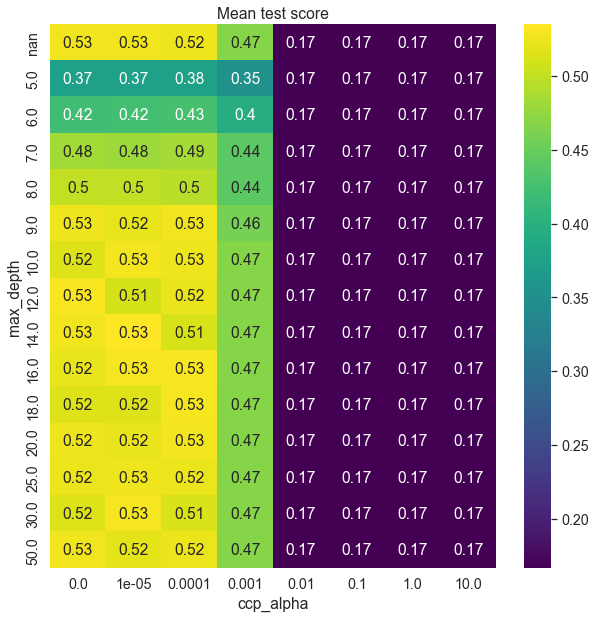 Mean test score
nan 0.53 0.53 0.52 0.47 0.17 0.17 0.17 0.17
5.0 0.37 0.37 0.38 0.35 0.17 0.17 0.17 0.17
6.0 0.42 0.42 0.43 0.4 0.17 0.17 0.17 0.17
7.0 0.48 0.48 0.49 0.44 0.17 0.17 0.17 0.17
8.0 0.5 0.5 0.5 0.44 0.17 0.17 0.17 0.17
9.0 0.53 0.52 0.53 0.46 0.17 0.17 0.17 0.17
10.0 0.52 0.53 0.53 0.47 0.17 0.17 0.17 0.17
12.0 0.53 0.51 0.52 0.47 0.17 0.17 0.17 0.17
14.0 0.53 0.53 0.51 0.47 0.17 0.17 0.17 0.17
16.0 0.52 0.53 0.53 0.47 0.17 0.17 0.17 0.17
18.0 0.52 0.52 0.53 0.47 0.17 0.17 0.17 0.17
20.0 0.52 0.52 0.53 0.47 0.17 0.17 0.17 0.17
25.0 0.52 0.53 0.52 0.47 0.17 0.17 0.17 0.17
30.0 0.52 0.53 0.51 0.47 0.17 0.17 0.17 0.17
50.0 0.53 0.52 0.52 0.47 0.17 0.17 0.17 0.17
0.0 1e-05 0.0001 0.001 0.01 0.1 1.0 10.0
ccp_alpha
max_depth
0.50
0.45
0.40
0.35
0.30
0.25
0.20